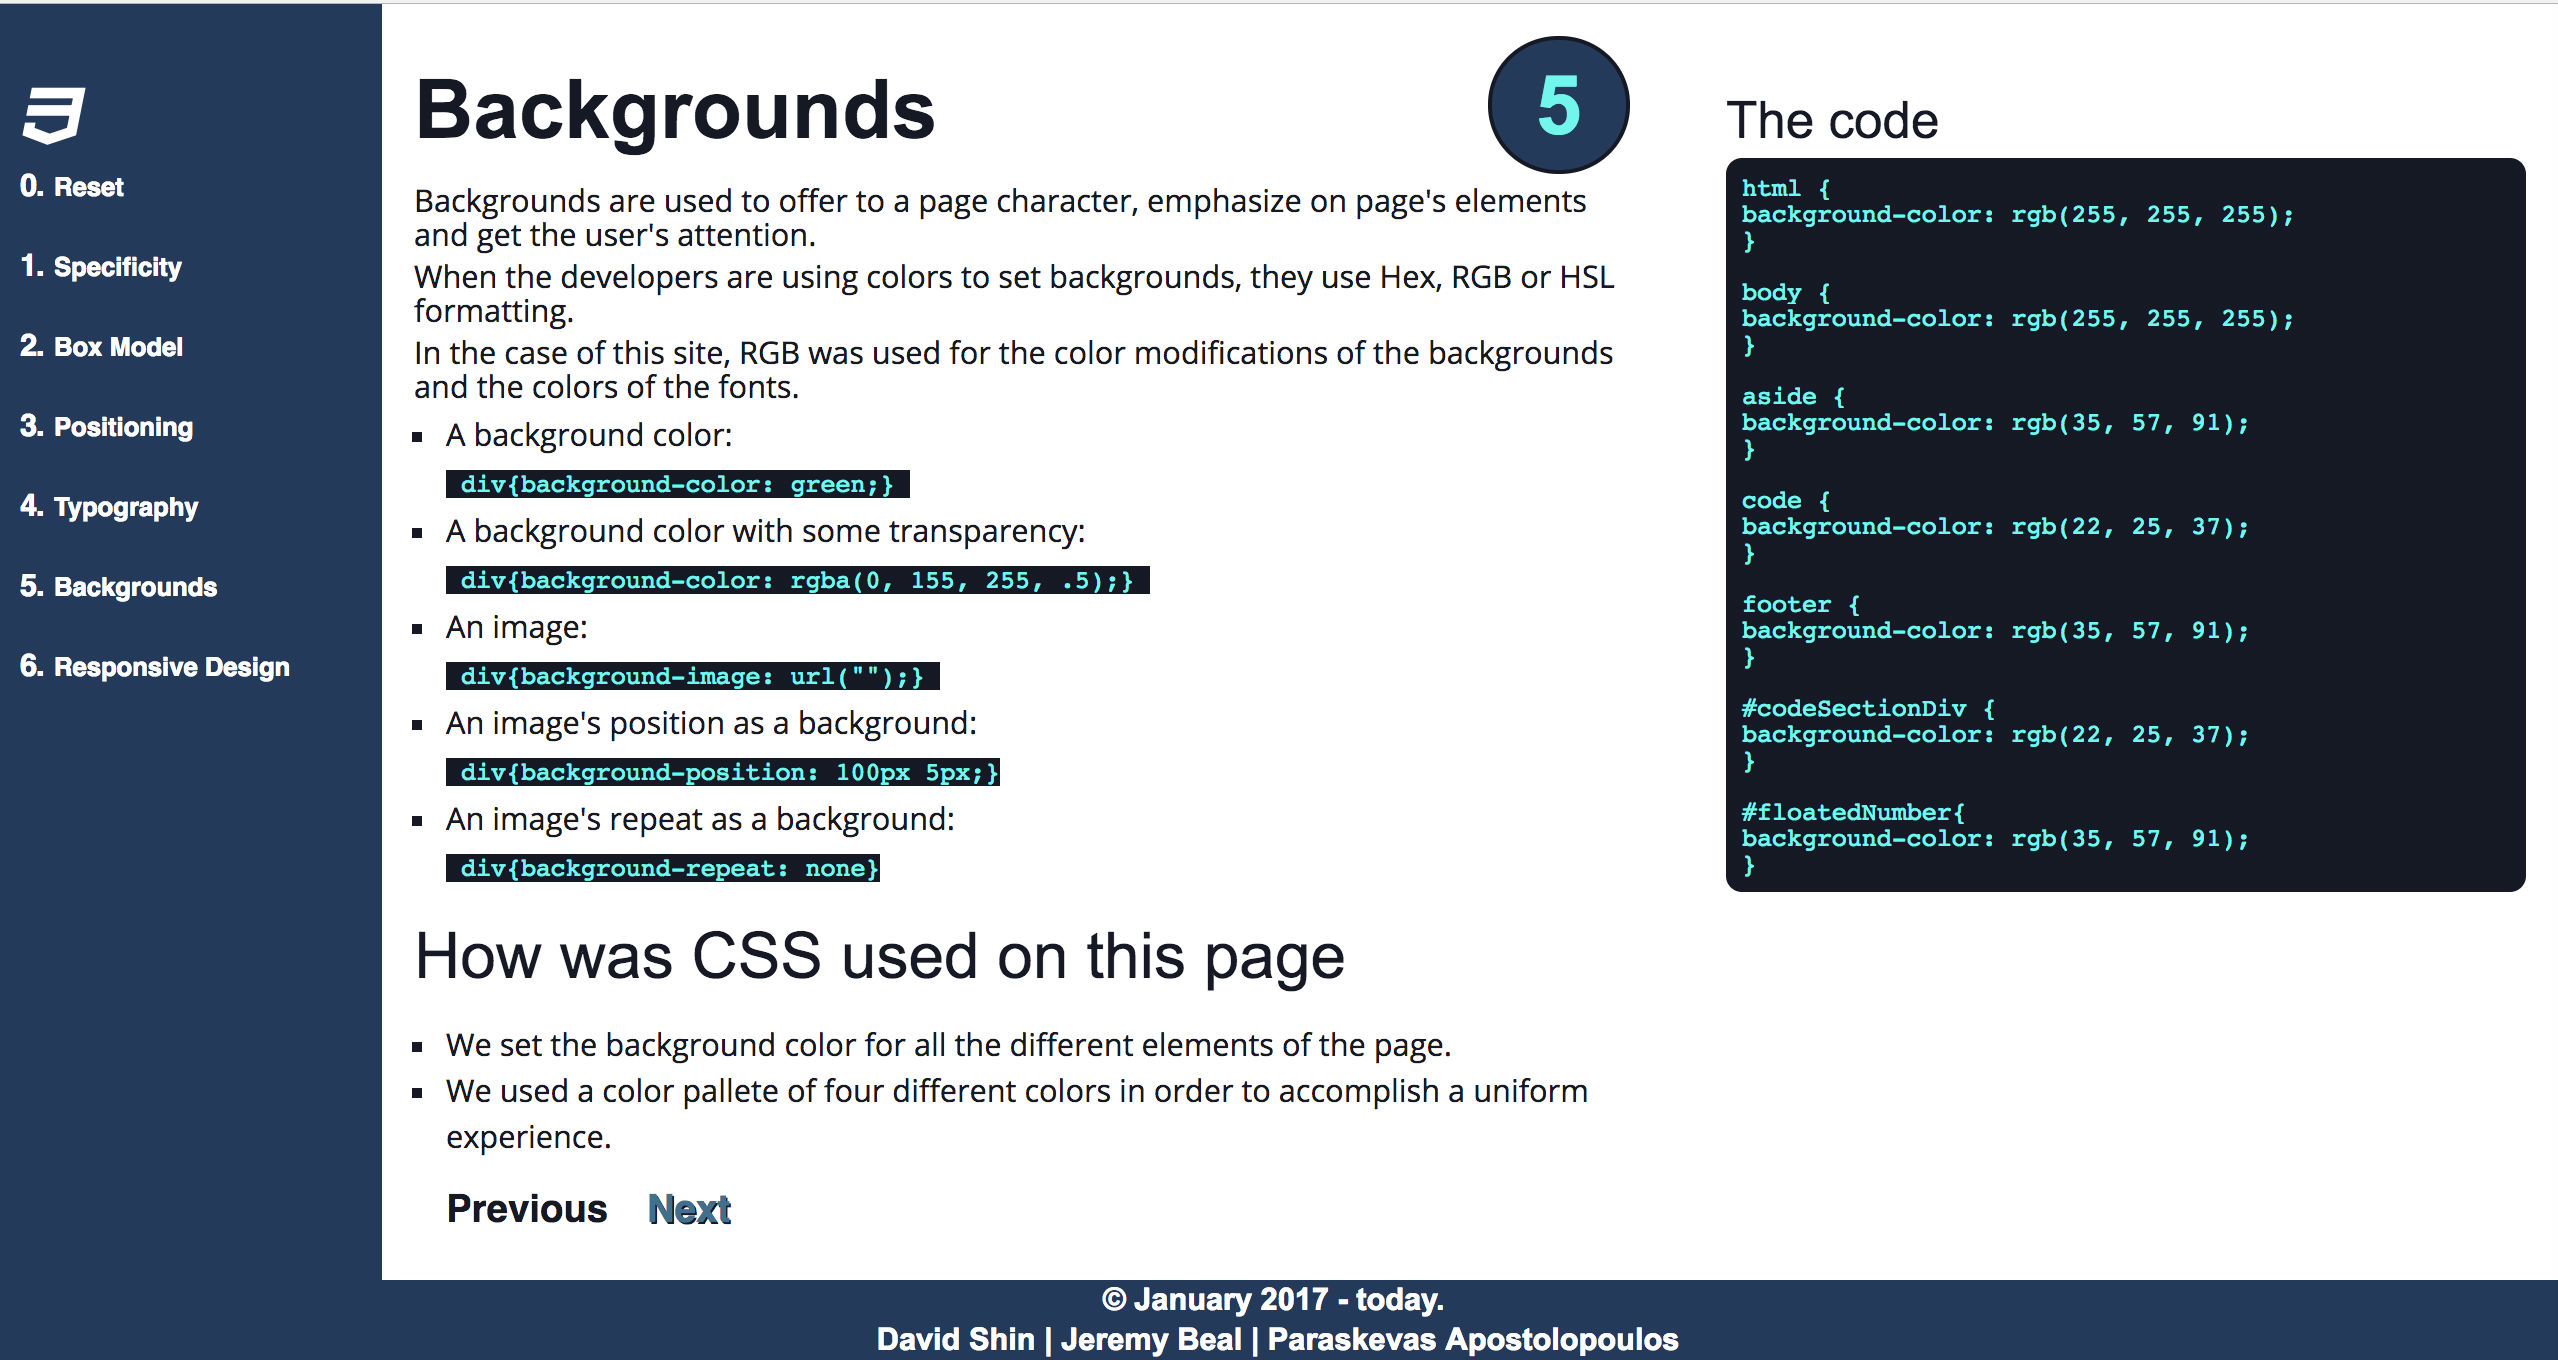 0. Reset
1. Specificity
2. Box Model
3. Positioning
4. Typography
5. Backgrounds
6. Responsive Design
Backgrounds
5
Backgrounds are used to offer to a page character, emphasize on page's elements
and get the user's attention.
When the developers are using colors to set backgrounds, they use Hex, RGB or HSL
formatting.
In the case of this site, RGB was used for the color modifications of the backgrounds
and the colors of the fonts.
▪ A background color:
div{background-color: green;}
▪ A background color with some transparency:
div{background-color: rgba(0, 155, 255, .5);}
▪ An image:
div{background-image: url("");}
▪ An image's position as a background:
div{background-position: 100px 5px;}
▪ An image's repeat as a background:
div{background-repeat: none}
How was CSS used on this page
▪ We set the background color for all the different elements of the page.
▪ We used a color pallete of four different colors in order to accomplish a uniform
experience.
Previous Next
The code
html {
background-color: rgb(255, 255, 255);
}
body {
background-color: rgb(255, 255, 255);
}
aside {
background-color: rgb(35, 57, 91);
}
code {
background-color: rgb(22, 25, 37);
}
footer {
background-color: rgb(35, 57, 91);
}
#codeSectionDiv {
background-color: rgb(22, 25, 37);
}
#floatedNumber{
background-color: rgb(35, 57, 91);
}
© January 2017 - today.
David Shin | Jeremy Beal | Paraskevas Apostolopoulos